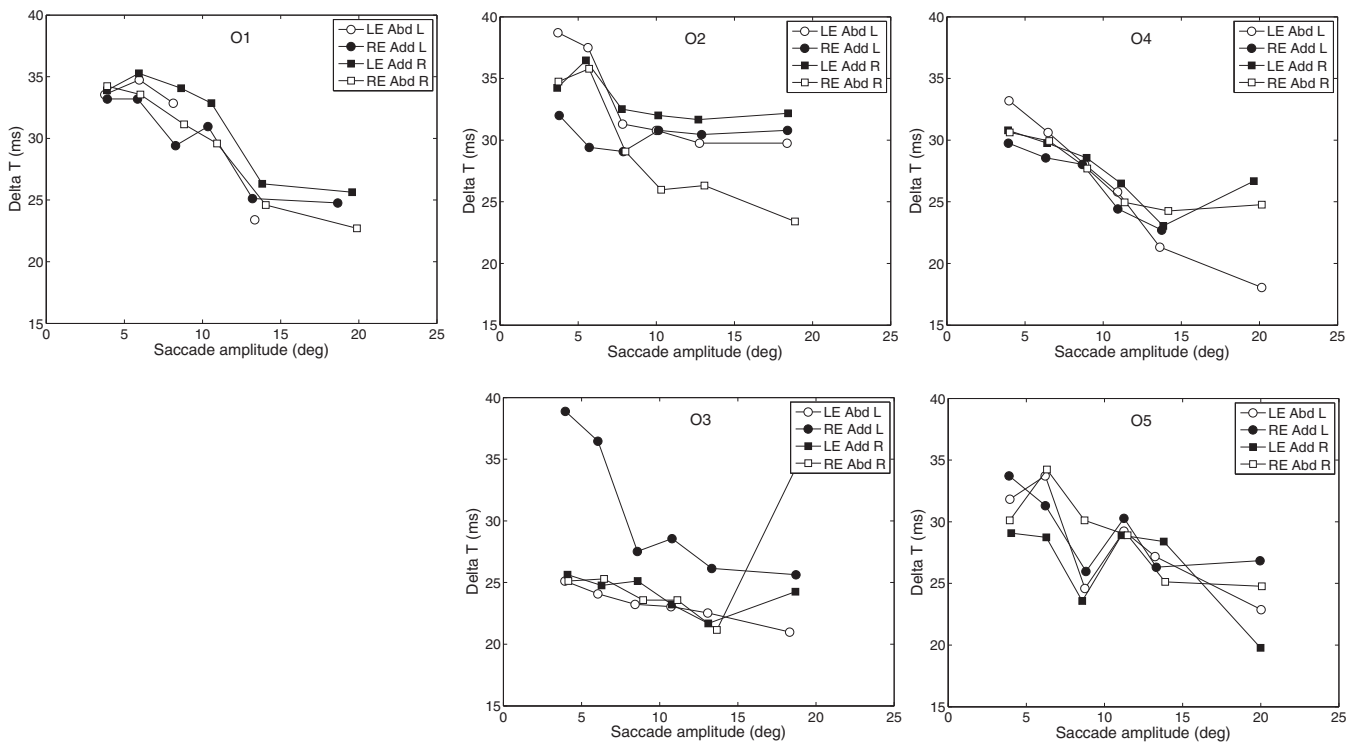 O1
LE Abd L
RE Add L
LE Add R
RE Abd R
40
35
30
25
20
15
Delta T (ms)
0 5 10 15 20 25
Saccade amplitude (deg)
O2
LE Abd L
RE Add L
LE Add R
RE Abd R
40
35
30
25
20
15
Delta T (ms)
0 5 10 15 20 25
Saccade amplitude (deg)
O4
LE Abd L
RE Add L
LE Add R
RE Abd R
40
35
30
25
20
15
Delta T (ms)
0 5 10 15 20 25
Saccade amplitude (deg)
O3
LE Abd L
RE Add L
LE Add R
RE Abd R
40
35
30
25
20
15
Delta T (ms)
0 5 10 15 20 25
Saccade amplitude (deg)
O5
LE Abd L
RE Add L
LE Add R
RE Abd R
40
35
30
25
20
15
Delta T (ms)
0 5 10 15 20 25
Saccade amplitude (deg)